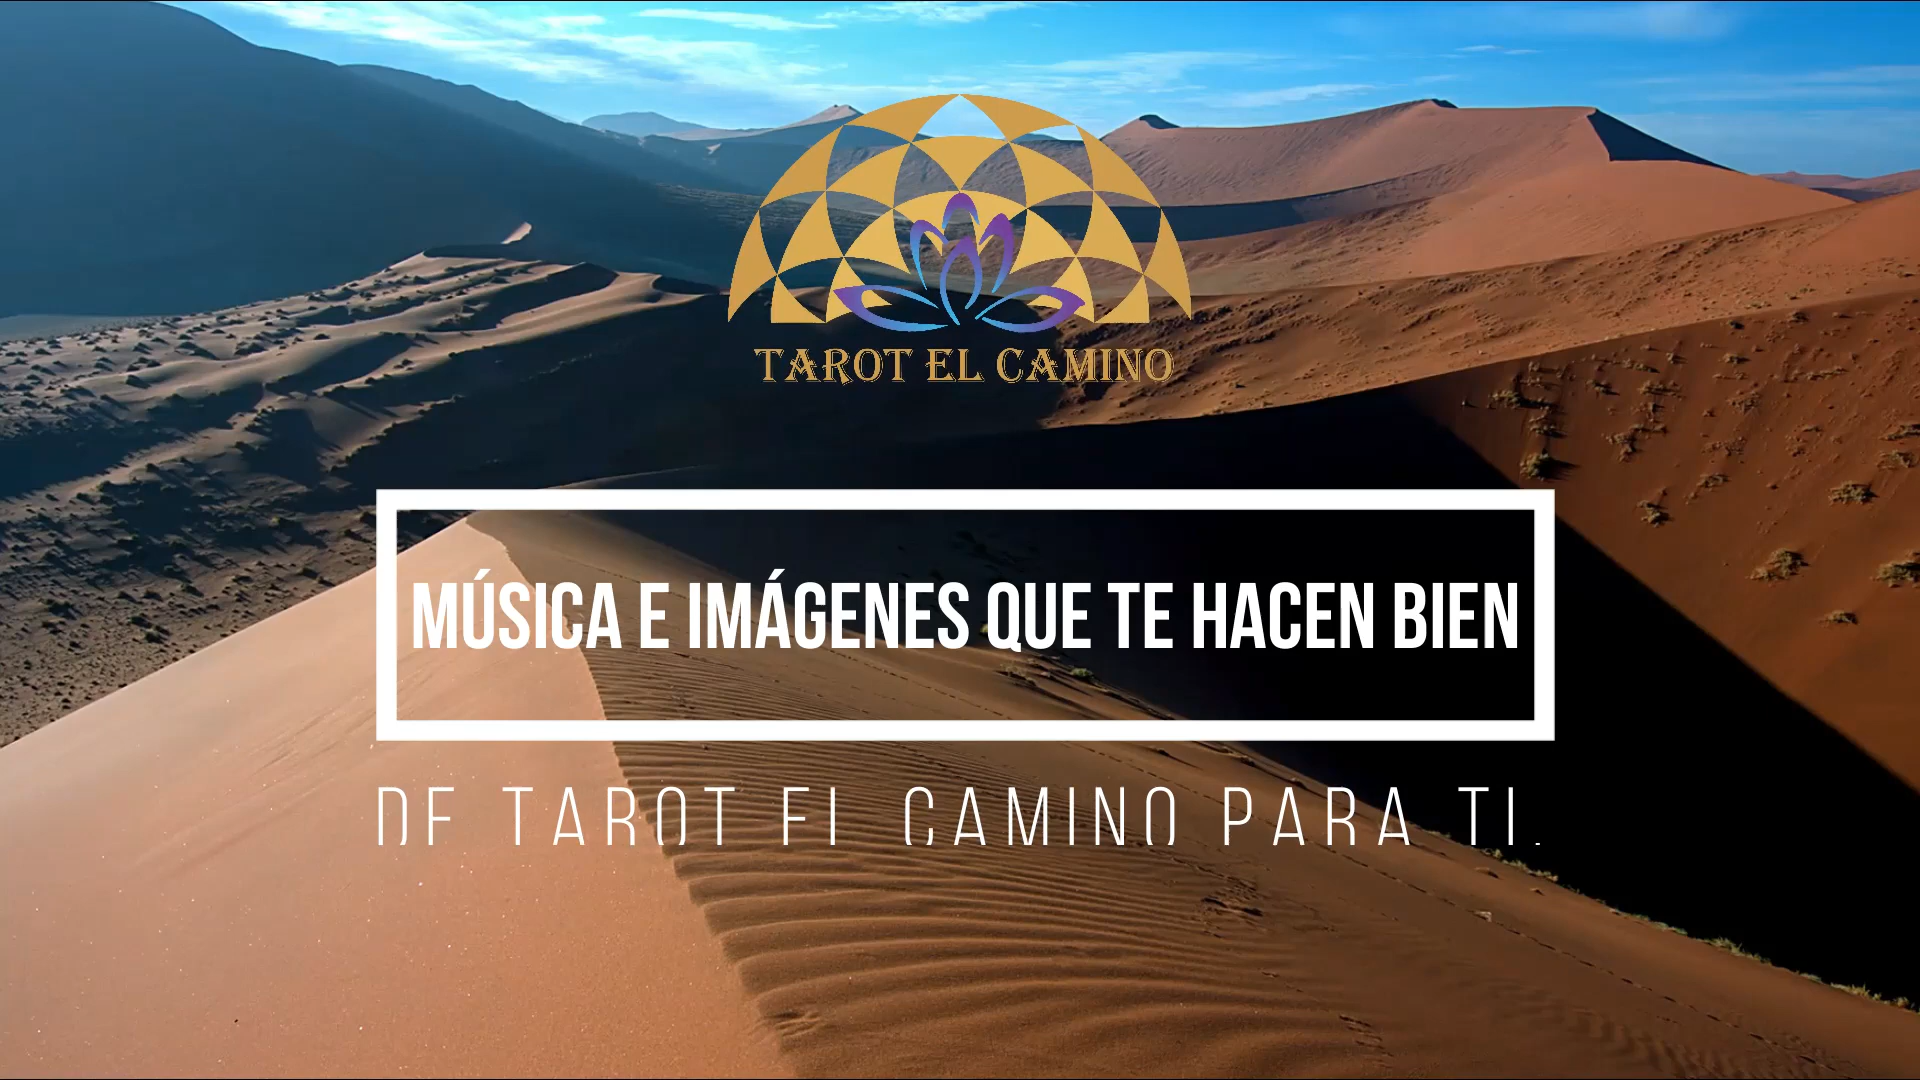 TAROT EL CAMINO
MÚSICA E IMÁGENES QUE TE HACEN BIEN
DE TAROT EL CAMINO PARA TI.